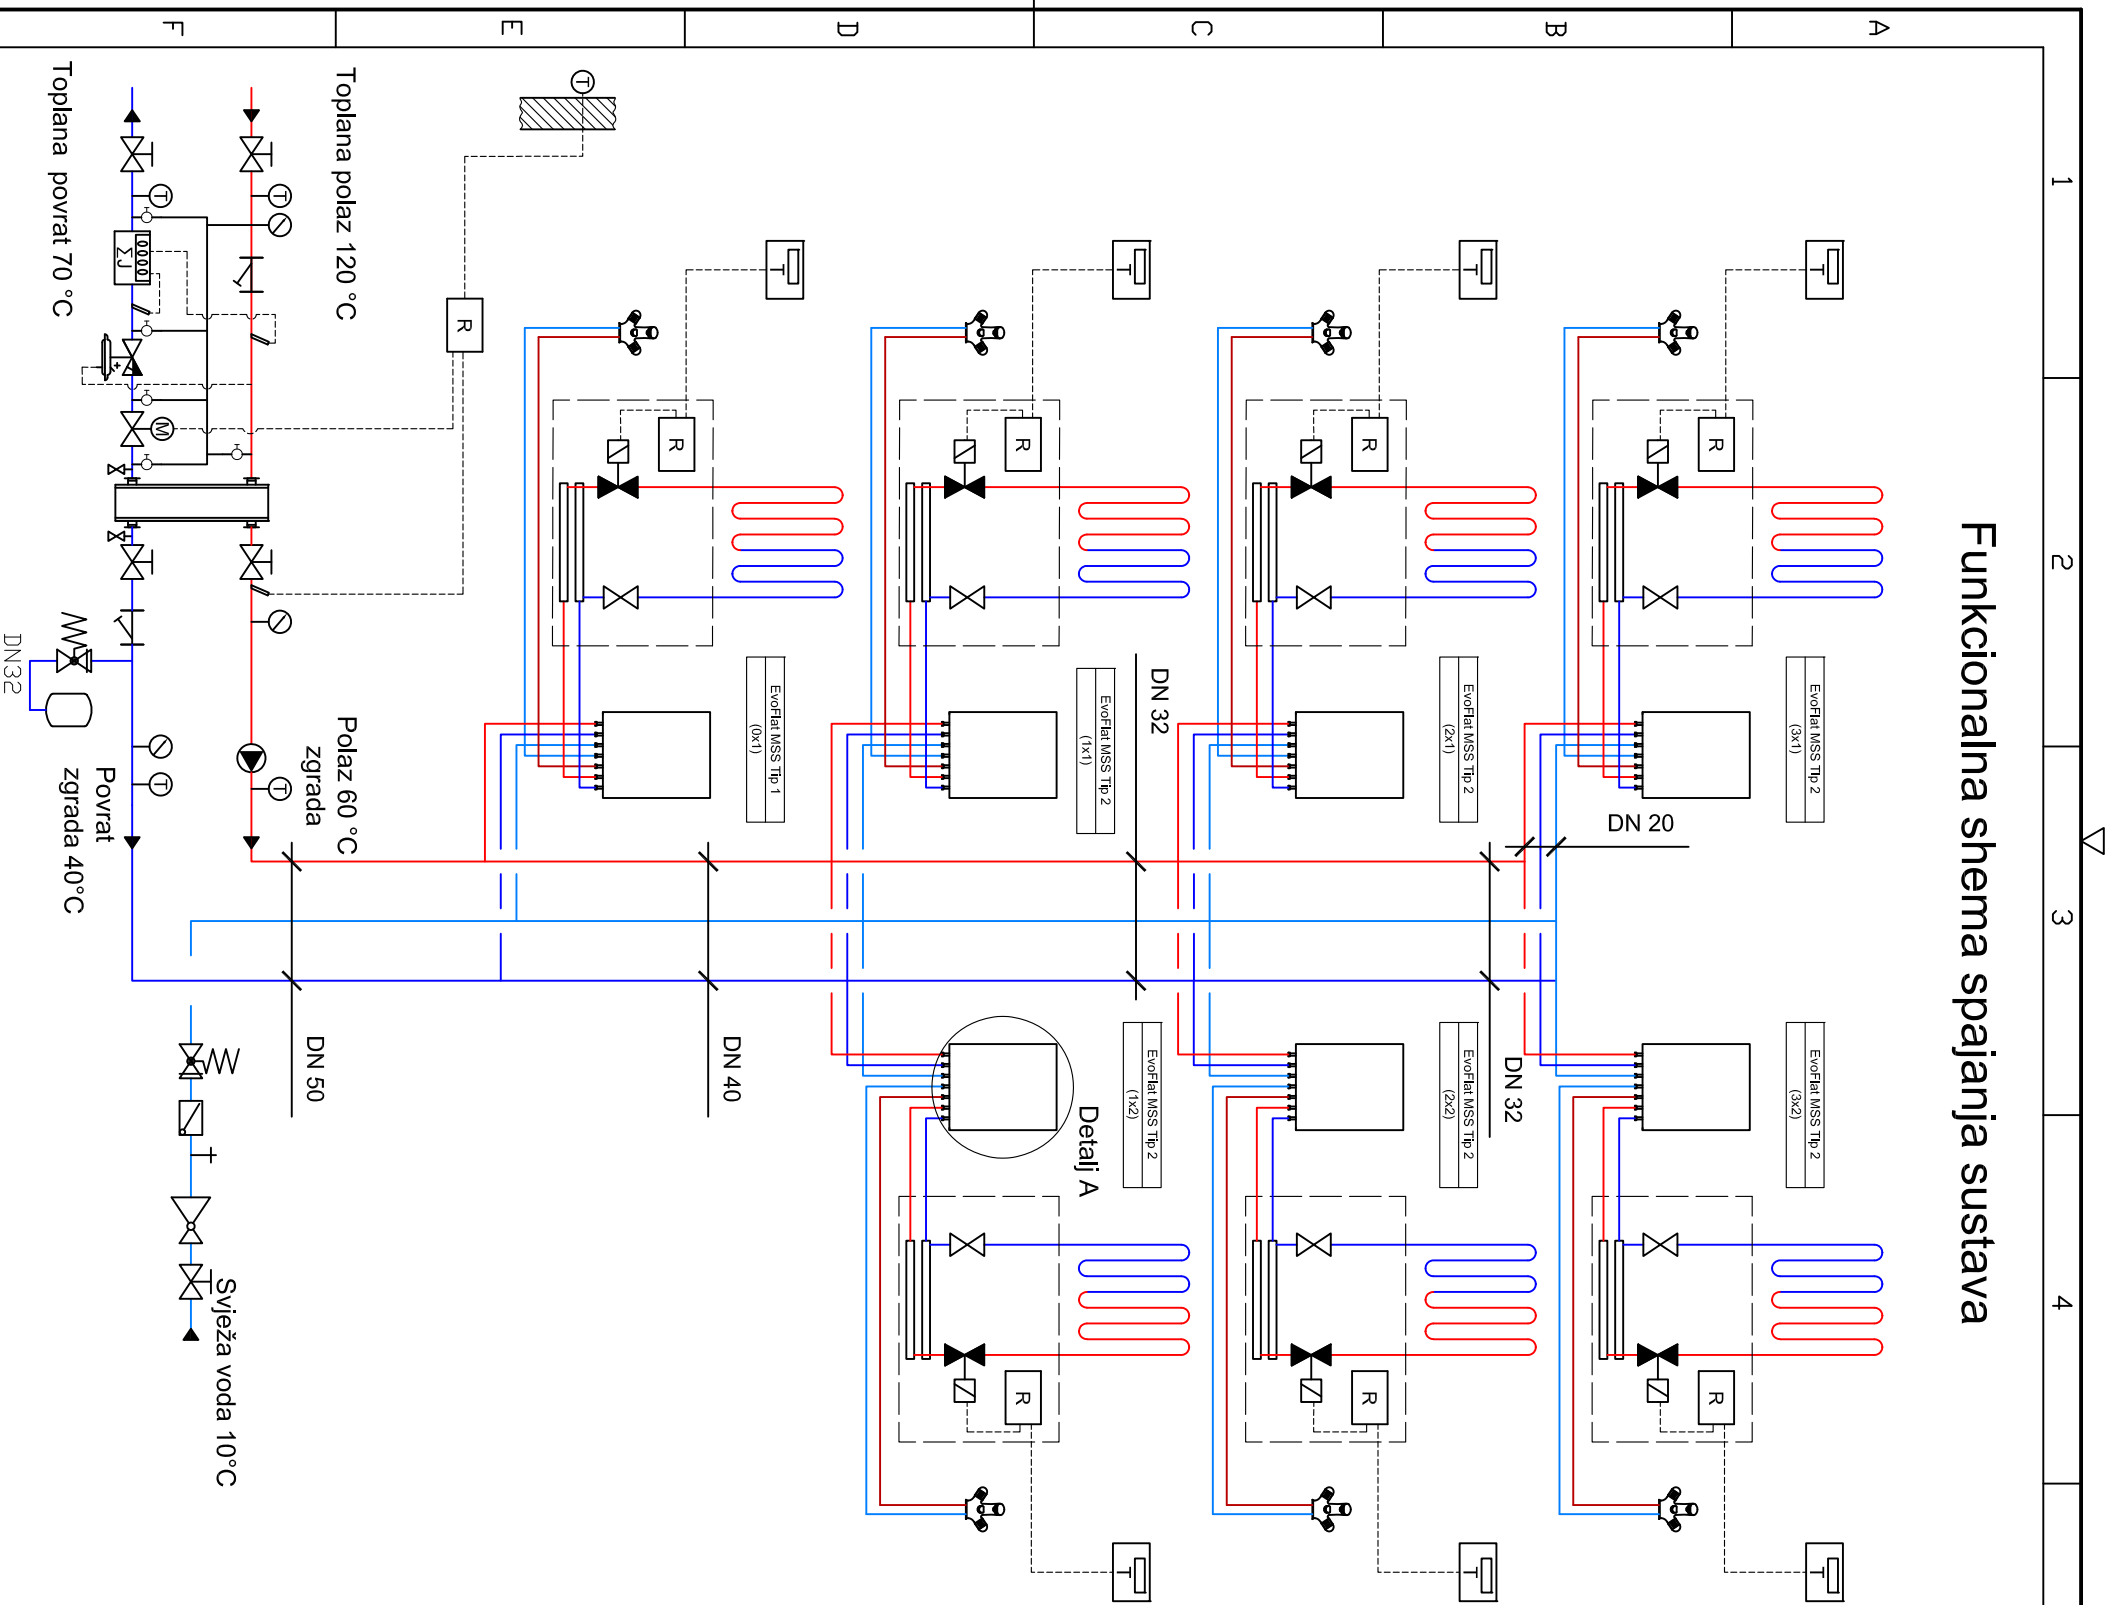 Funkcionalna shema spajanja sustava
1
2
3
4
A
B
C
D
E
F
EvoFlat MSS Tip 2
(3x1)
EvoFlat MSS Tip 2
(3x2)
DN 20
DN 32
EvoFlat MSS Tip 2
(2x1)
EvoFlat MSS Tip 2
(2x2)
DN 32
EvoFlat MSS Tip 2
(1x1)
EvoFlat MSS Tip 2
(1x2)
Detalj A
DN 40
EvoFlat MSS Tip 1
(0x1)
DN 50
R
R
R
R
R
R
R
R
T
T
T
T
T
M
ΣJ
Toplana polaz 120 °C
Toplana povrat 70 °C
Polaz 60 °C
zgrada
Povrat
zgrada 40°C
DN32
Svježa voda 10°C